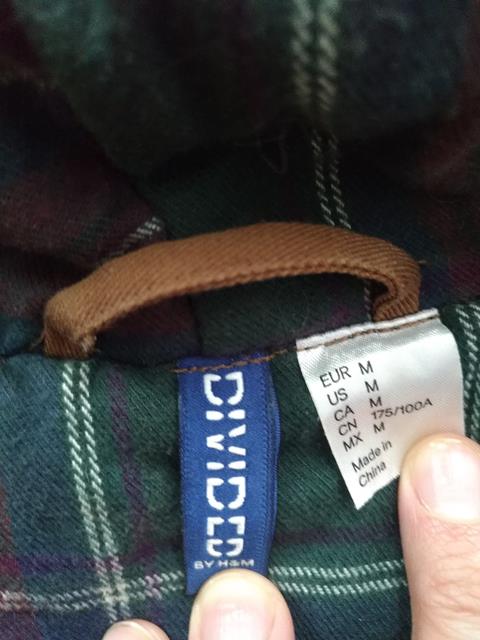 DIVIDED
BY H&M
EUR M
US M
CA M
CN 175/100A
MX M
Made in
China